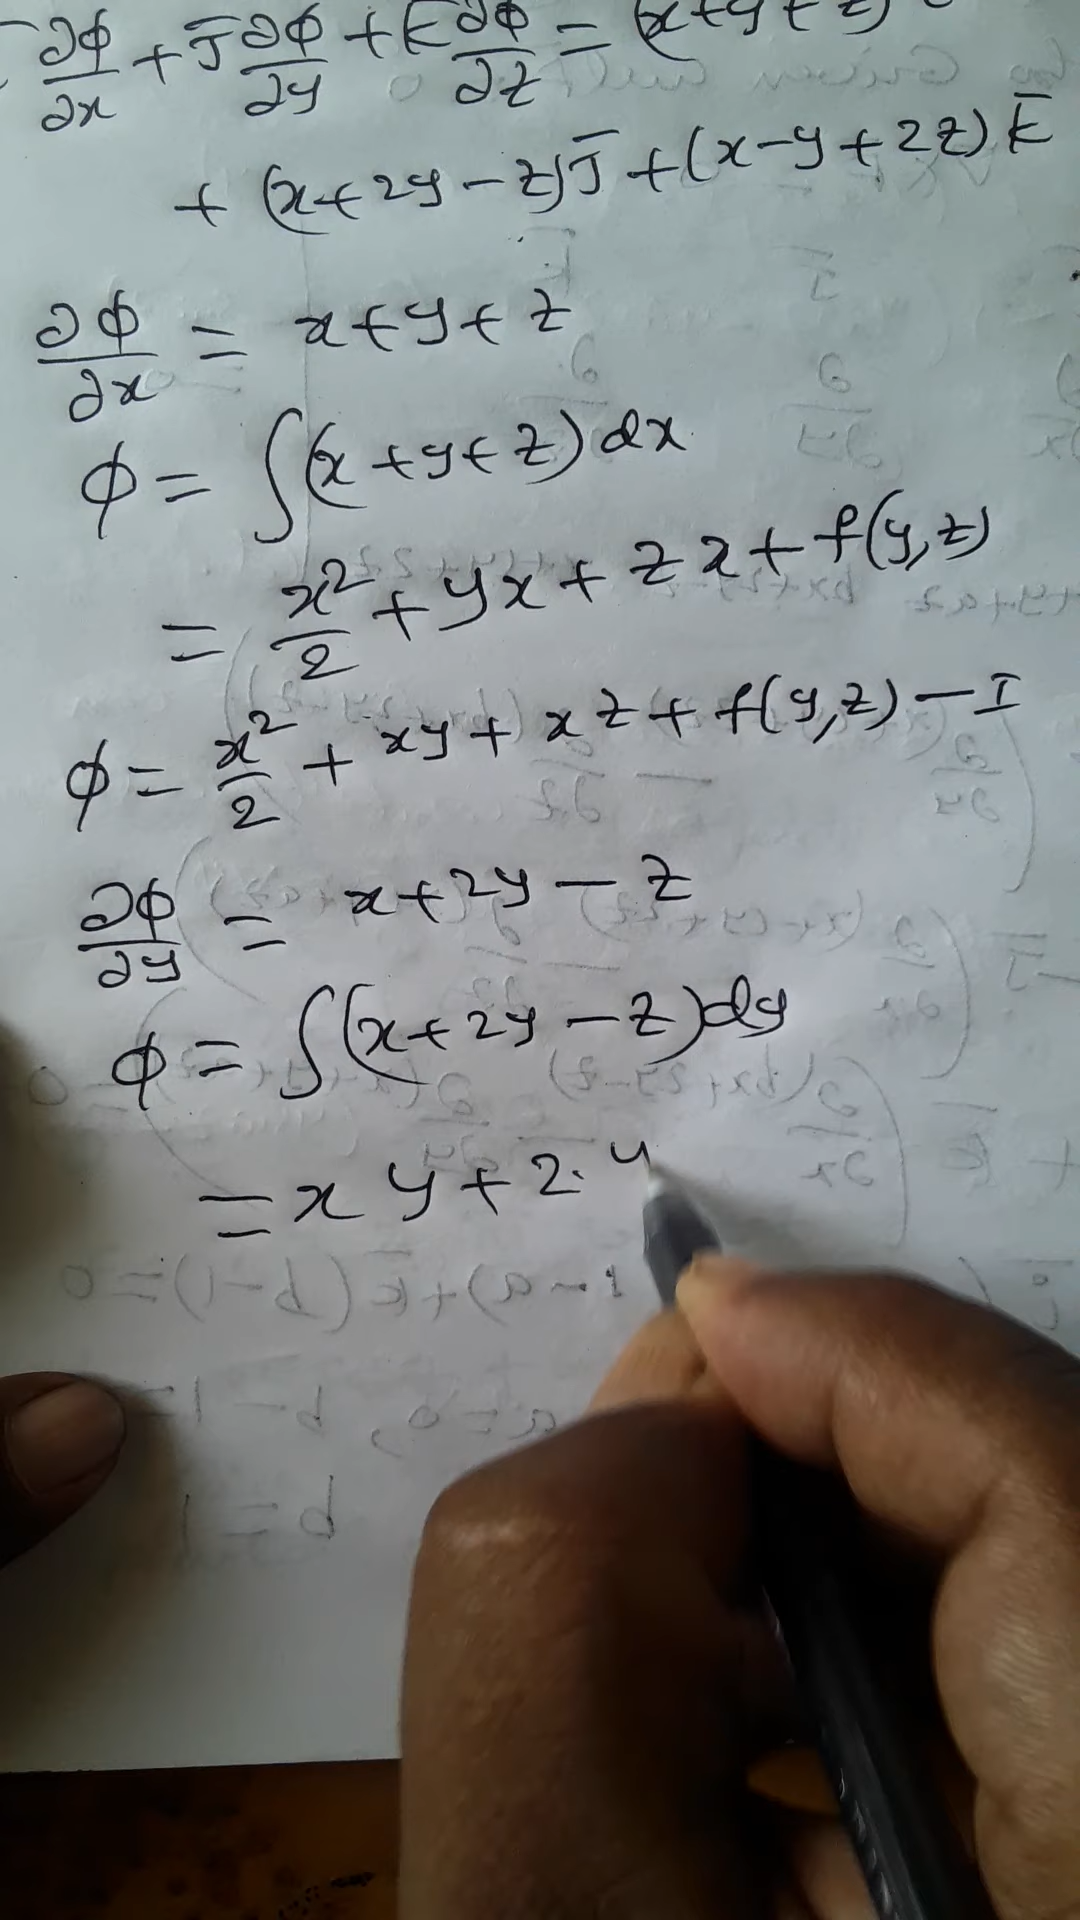 ∂φ/∂x + J̄ ∂φ/∂y + k̄ ∂φ/∂z = (x+y+z)
+ (x+2y-z)J̄ + (x-y+2z)k̄
∂φ/∂x = x+y+z
φ = ∫(x+y+z)dx
= x²/2 + yx + zx + f(y,z)
φ = x²/2 + xy + xz + f(y,z) — I
∂φ/∂y = x+2y-z
φ = ∫(x+2y-z)dy
= xy+2·y